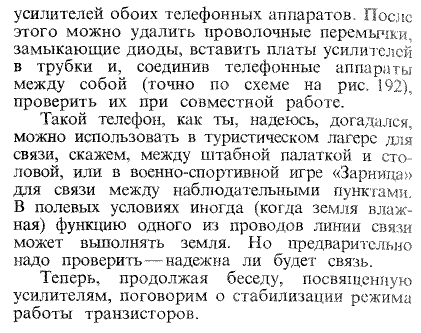 усилителей обоих телефонных аппаратов. После
этого можно удалить проволочные перемычки,
замыкающие диоды, вставить платы усилителей
в трубки и, соединив телефонные аппараты
между собой (точно по схеме на рис. 192),
проверить их при совместной работе.
Такой телефон, как ты, надеюсь, догадался,
можно использовать в туристическом лагере для
связи, скажем, между штабной палаткой и сто-
ловой, или в военно-спортивной игре «Зарница»
для связи между наблюдательными пунктами.
В полевых условиях иногда (когда земля влаж-
ная) функцию одного из проводов линии связи
может выполнять земля. Но предварительно
надо проверить — надежна ли будет связь.
Теперь, продолжая беседу, посвященную
усилителям, поговорим о стабилизации режима
работы транзисторов.